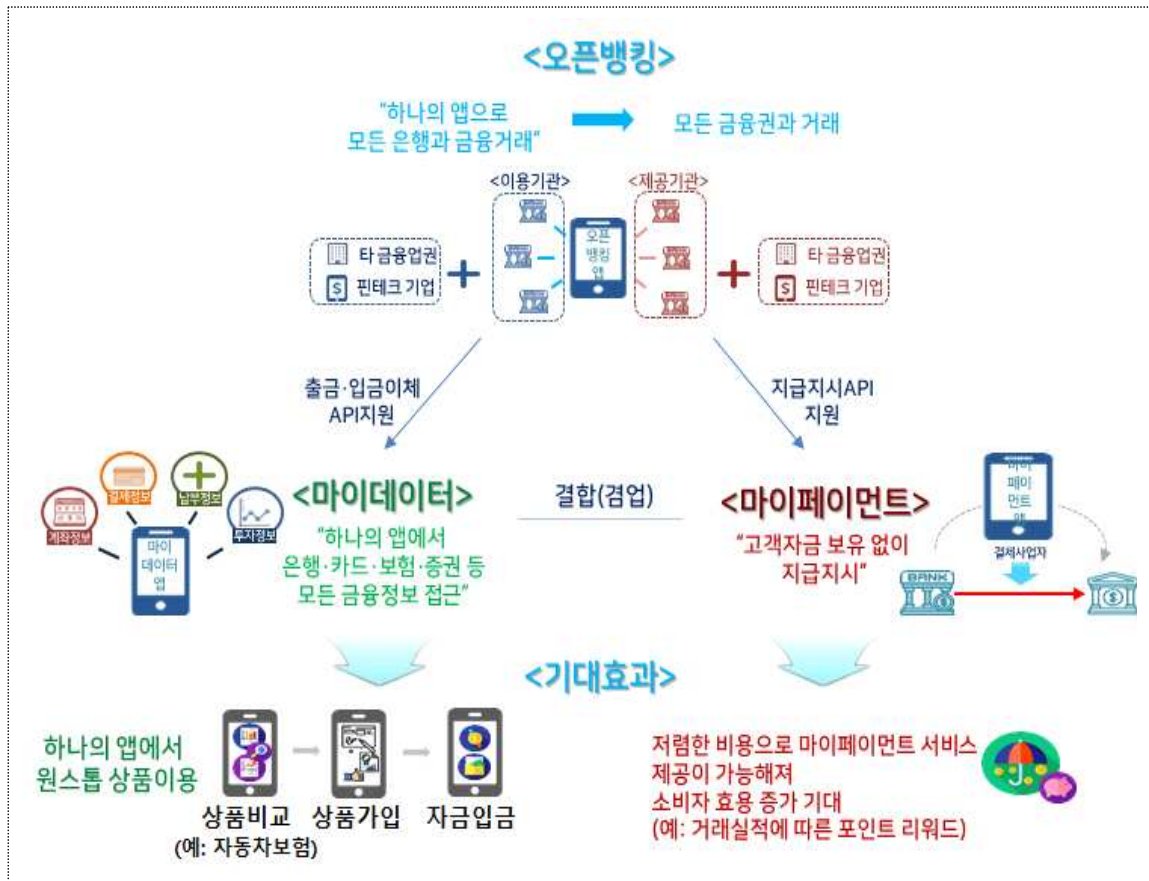 <오픈뱅킹>
"하나의 앱으로
모든 은행과 금융거래"
모든 금융권과 거래
<이용기관>
<제공기관>
오픈
뱅킹
앱
타 금융업권
핀테크 기업
타 금융업권
핀테크 기업
출금·입금이체
API지원
지급지시API
지원
계좌정보
결제정보
납부정보
투자정보
마이
데이터
앱
<마이데이터>
"하나의 앱에서
은행·카드·보험·증권 등
모든 금융정보 접근"
결합(겸업)
<마이페이먼트>
"고객자금 보유 없이
지급지시"
마이
페이
먼트
앱
결제사업자
BANK
<기대효과>
하나의 앱에서
원스톱 상품이용
상품비교
(예: 자동차보험)
상품가입
자금입금
저렴한 비용으로 마이페이먼트 서비스
제공이 가능해져
소비자 효용 증가 기대
(예: 거래실적에 따른 포인트 리워드)